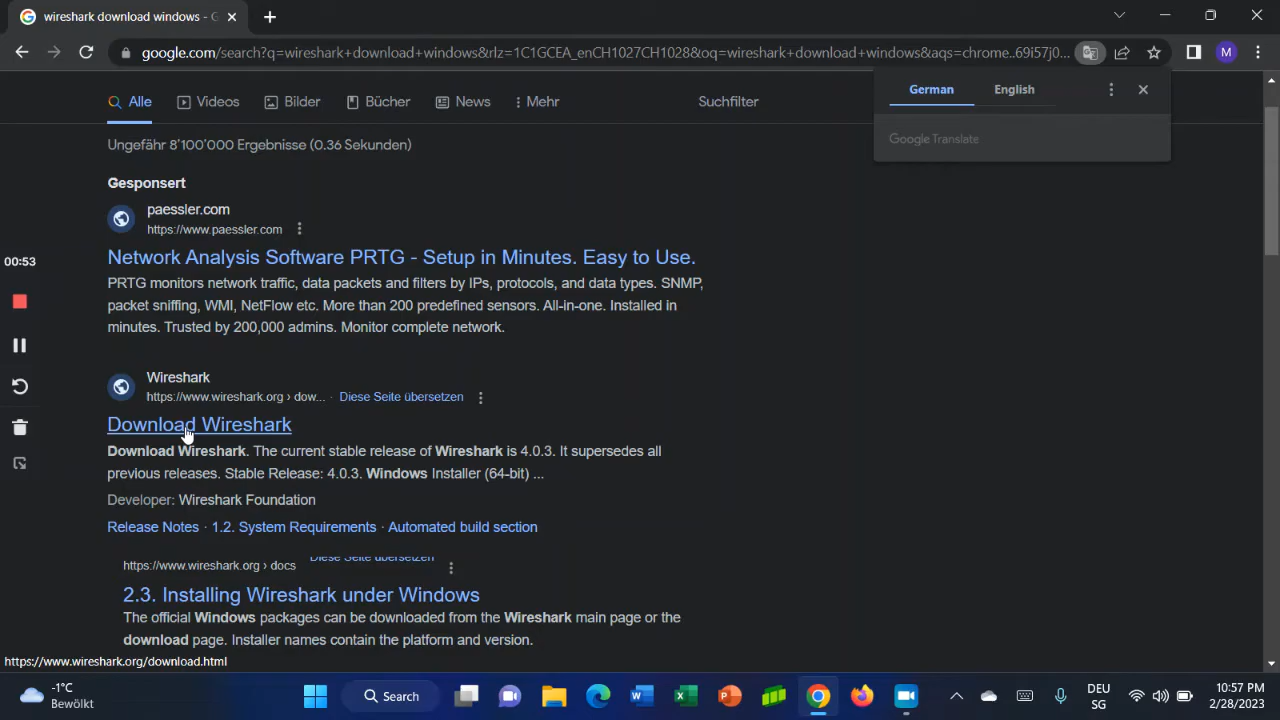 wireshark download windows - G
google.com/search?q=wireshark+download+windows&rlz=1C1GCEA_enCH1027CH1028&oq=wireshark+download+windows&aqs=chrome..69i57j0...
M
German English
Google Translate
Alle Videos Bilder Bücher News Mehr Suchfilter
Ungefähr 8'100'000 Ergebnisse (0.36 Sekunden)
Gesponsert
paessler.com
https://www.paessler.com
Network Analysis Software PRTG - Setup in Minutes. Easy to Use.
PRTG monitors network traffic, data packets and filters by IPs, protocols, and data types. SNMP,
packet sniffing, WMI, NetFlow etc. More than 200 predefined sensors. All-in-one. Installed in
minutes. Trusted by 200,000 admins. Monitor complete network.
00:53
Wireshark
https://www.wireshark.org › dow... · Diese Seite übersetzen
Download Wireshark
Download Wireshark. The current stable release of Wireshark is 4.0.3. It supersedes all
previous releases. Stable Release: 4.0.3. Windows Installer (64-bit) ...
Developer: Wireshark Foundation
Release Notes · 1.2. System Requirements · Automated build section
https://www.wireshark.org › docs Diese Seite übersetzen
2.3. Installing Wireshark under Windows
The official Windows packages can be downloaded from the Wireshark main page or the
download page. Installer names contain the platform and version.
https://www.wireshark.org/download.html
-1°C
Bewölkt
Search
DEU
SG
10:57 PM
2/28/2023